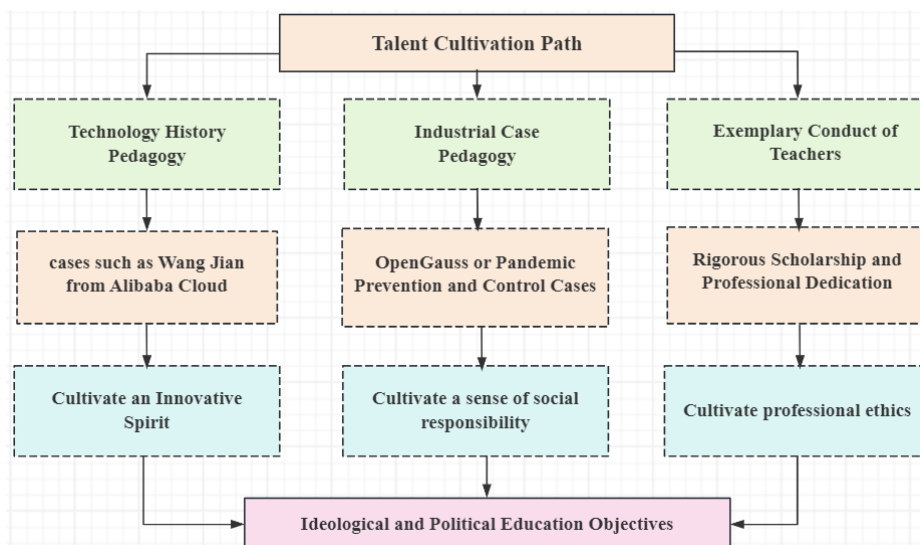 Talent Cultivation Path
Technology History
Pedagogy
Industrial Case
Pedagogy
Exemplary Conduct of
Teachers
cases such as Wang Jian
from Alibaba Cloud
OpenGauss or Pandemic
Prevention and Control Cases
Rigorous Scholarship and
Professional Dedication
Cultivate an Innovative
Spirit
Cultivate a sense of social
responsibility
Cultivate professional ethics
Ideological and Political Education Objectives